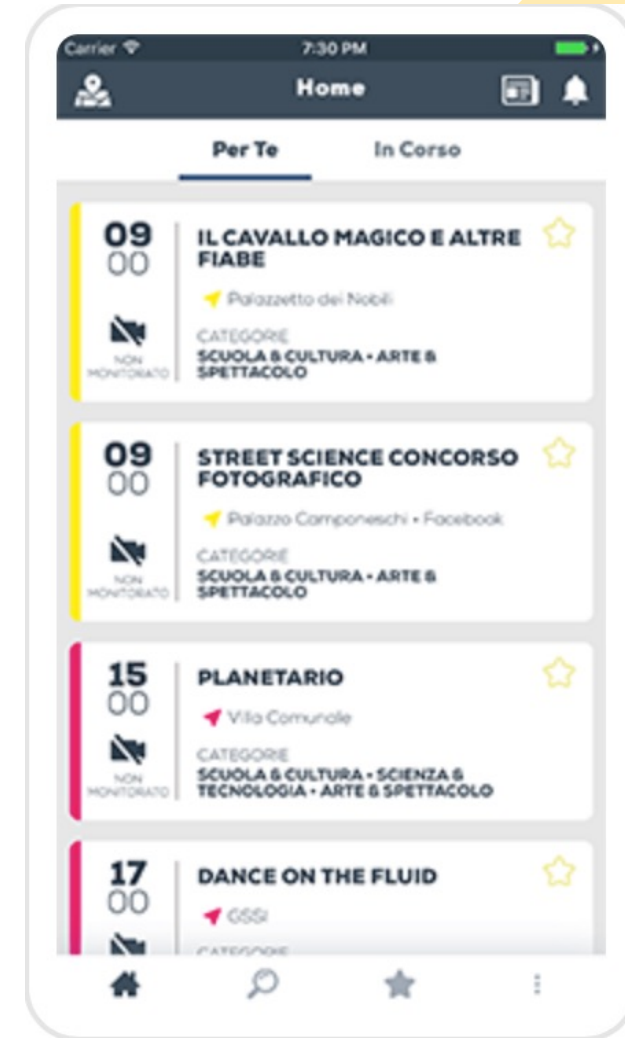 Carrier 7:30 PM
Home
Per Te In Corso
09
00
IL CAVALLO MAGICO E ALTRE
FIABE
Palazzetto dei Nobili
NON
MONITORATO
CATEGORIE
SCUOLA & CULTURA • ARTE &
SPETTACOLO
09
00
STREET SCIENCE CONCORSO
FOTOGRAFICO
Palazzo Camponeschi • Facebook
NON
MONITORATO
CATEGORIE
SCUOLA & CULTURA • ARTE &
SPETTACOLO
15
00
PLANETARIO
Villa Comunale
NON
MONITORATO
CATEGORIE
SCUOLA & CULTURA • SCIENZA &
TECNOLOGIA • ARTE & SPETTACOLO
17
00
DANCE ON THE FLUID
GSSI
CATEGORIE